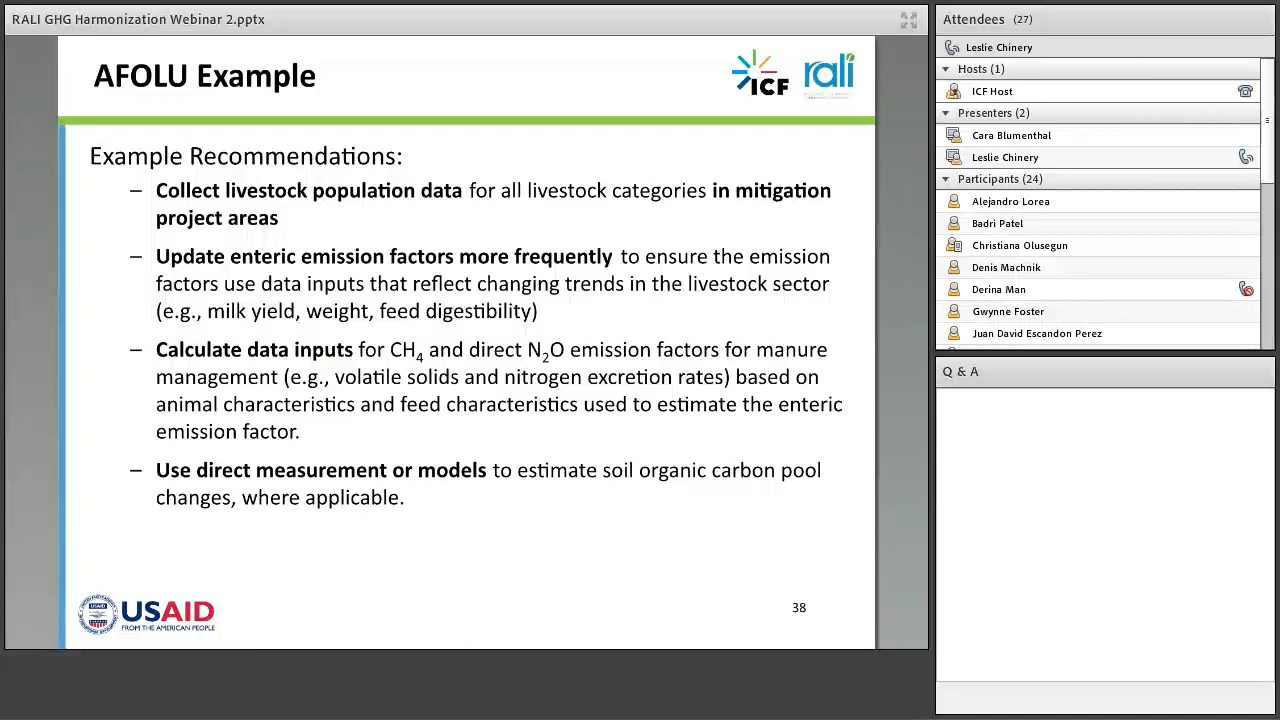 RALI GHG Harmonization Webinar 2.pptx
AFOLU Example
ICF
rali
Example Recommendations:
– Collect livestock population data for all livestock categories in mitigation
project areas
– Update enteric emission factors more frequently to ensure the emission
factors use data inputs that reflect changing trends in the livestock sector
(e.g., milk yield, weight, feed digestibility)
– Calculate data inputs for CH₄ and direct N₂O emission factors for manure
management (e.g., volatile solids and nitrogen excretion rates) based on
animal characteristics and feed characteristics used to estimate the enteric
emission factor.
– Use direct measurement or models to estimate soil organic carbon pool
changes, where applicable.
USAID
USAID
FROM THE AMERICAN PEOPLE
38
Attendees (27)
Leslie Chinery
Hosts (1)
ICF Host
Presenters (2)
Cara Blumenthal
Leslie Chinery
Participants (24)
Alejandro Lorea
Badri Patel
Christiana Olusegun
Denis Machnik
Derina Man
Gwynne Foster
Juan David Escandon Perez
Q & A